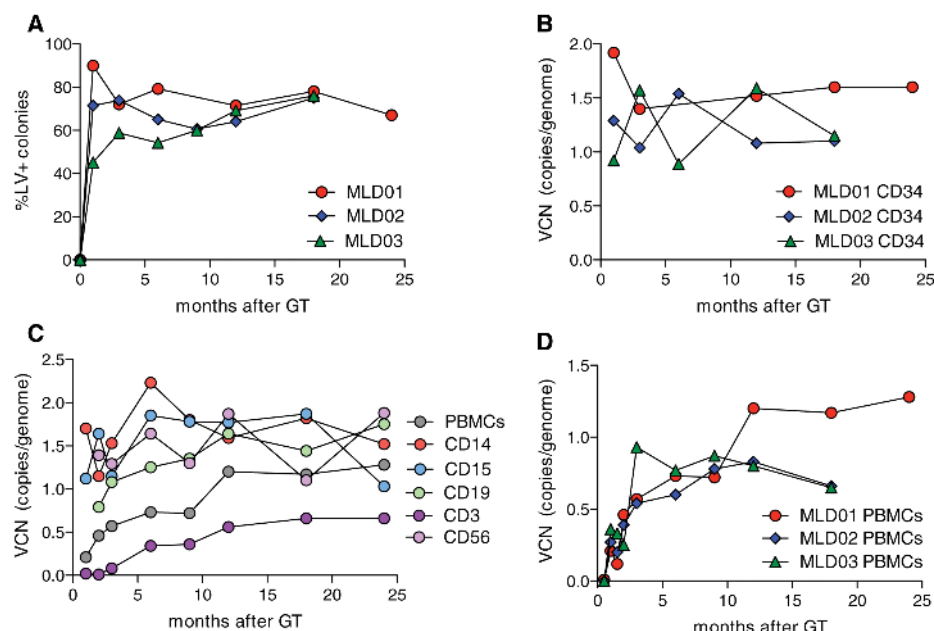 A
%LV+ colonies
100
80
60
40
20
0
0 5 10 15 20 25
months after GT
MLD01
MLD02
MLD03
B
VCN (copies/genome)
2.0
1.5
1.0
0.5
0.0
0 5 10 15 20 25
months after GT
MLD01 CD34
MLD02 CD34
MLD03 CD34
C
VCN (copies/genome)
2.5
2.0
1.5
1.0
0.5
0.0
0 5 10 15 20 25
months after GT
PBMCs
CD14
CD15
CD19
CD3
CD56
D
VCN (copies/genome)
1.5
1.0
0.5
0.0
0 5 10 15 20 25
months after GT
MLD01 PBMCs
MLD02 PBMCs
MLD03 PBMCs